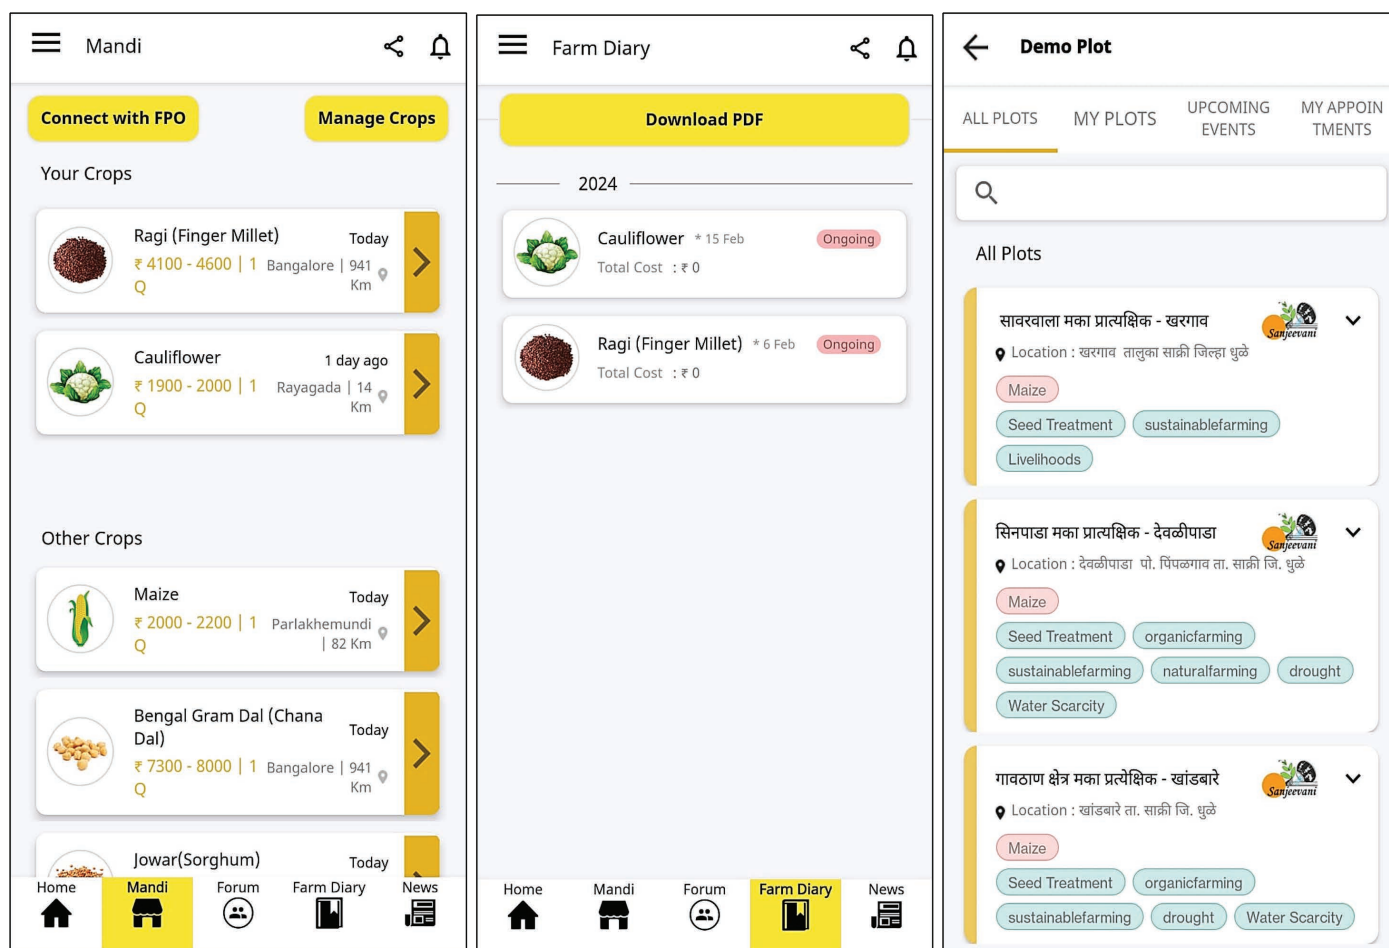 Mandi
Connect with FPO
Manage Crops
Your Crops
Ragi (Finger Millet)
Today
₹ 4100 - 4600 | 1
Q
Bangalore | 941
Km
Cauliflower
1 day ago
₹ 1900 - 2000 | 1
Q
Rayagada | 14
Km
Other Crops
Maize
Today
₹ 2000 - 2200 | 1
Q
Parlakhemundi
| 82 Km
Bengal Gram Dal (Chana
Dal)
Today
₹ 7300 - 8000 | 1
Q
Bangalore | 941
Km
Jowar(Sorghum)
Today
Home
Mandi
Forum
Farm Diary
News
Farm Diary
Download PDF
2024
Cauliflower * 15 Feb
Ongoing
Total Cost : ₹ 0
Ragi (Finger Millet) * 6 Feb
Ongoing
Total Cost : ₹ 0
Home
Mandi
Forum
Farm Diary
News
Demo Plot
ALL PLOTS
MY PLOTS
UPCOMING
EVENTS
MY APPOIN
TMENTS
All Plots
सावरवाला मका प्रात्यक्षिक - खरगाव
Sanjeevani
Location : खरगाव तालुका साक्री जिल्हा धुळे
Maize
Seed Treatment
sustainablefarming
Livelihoods
सिनपाडा मका प्रात्यक्षिक - देवळीपाडा
Sanjeevani
Location : देवळीपाडा पो. पिंपळगाव ता. साक्री जि. धुळे
Maize
Seed Treatment
organicfarming
sustainablefarming
naturalfarming
drought
Water Scarcity
गावठाण क्षेत्र मका प्रत्येक्षिक - खांडबारे
Sanjeevani
Location : खांडबारे ता. साक्री जि. धुळे
Maize
Seed Treatment
organicfarming
sustainablefarming
drought
Water Scarcity